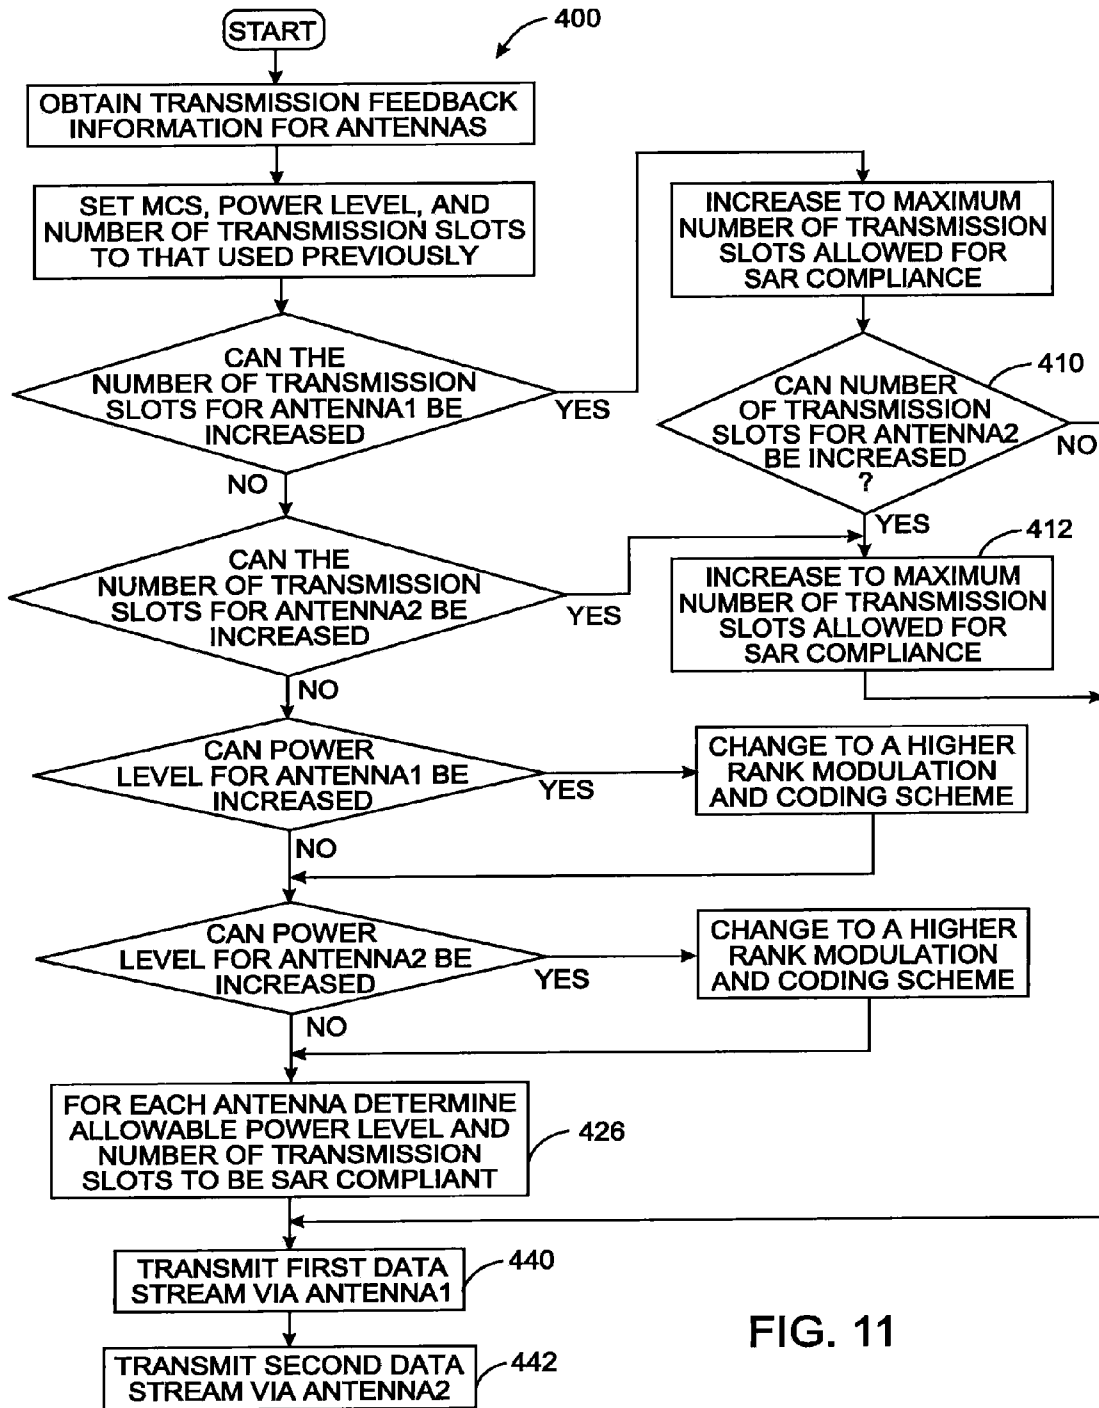 START
400
OBTAIN TRANSMISSION FEEDBACK
INFORMATION FOR ANTENNAS
SET MCS, POWER LEVEL, AND
NUMBER OF TRANSMISSION SLOTS
TO THAT USED PREVIOUSLY
CAN THE
NUMBER OF TRANSMISSION
SLOTS FOR ANTENNA1 BE
INCREASED
YES
NO
INCREASE TO MAXIMUM
NUMBER OF TRANSMISSION
SLOTS ALLOWED FOR
SAR COMPLIANCE
CAN NUMBER
OF TRANSMISSION
SLOTS FOR ANTENNA2
BE INCREASED
?
410
NO
YES
CAN THE
NUMBER OF TRANSMISSION
SLOTS FOR ANTENNA2 BE
INCREASED
YES
NO
412
INCREASE TO MAXIMUM
NUMBER OF TRANSMISSION
SLOTS ALLOWED FOR
SAR COMPLIANCE
CAN POWER
LEVEL FOR ANTENNA1 BE
INCREASED
YES
NO
CHANGE TO A HIGHER
RANK MODULATION
AND CODING SCHEME
CAN POWER
LEVEL FOR ANTENNA2 BE
INCREASED
YES
NO
CHANGE TO A HIGHER
RANK MODULATION
AND CODING SCHEME
FOR EACH ANTENNA DETERMINE
ALLOWABLE POWER LEVEL AND
NUMBER OF TRANSMISSION
SLOTS TO BE SAR COMPLIANT
426
TRANSMIT FIRST DATA
STREAM VIA ANTENNA1
440
TRANSMIT SECOND DATA
STREAM VIA ANTENNA2
442
FIG. 11